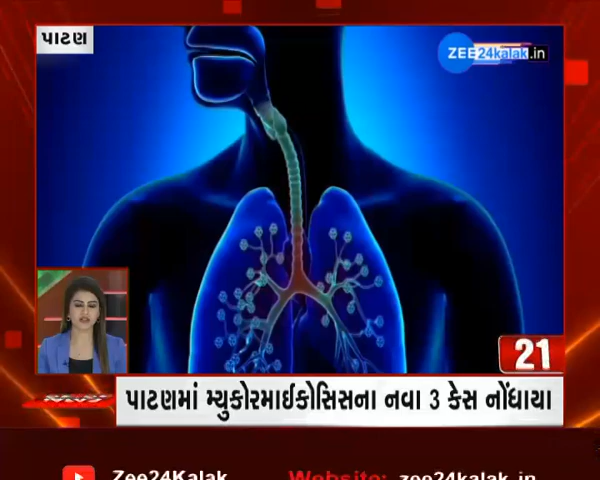 પાટણ
ZEE24kalak.in
21
પાટણમાં મ્યુકોરમાઈકોસિસના નવા 3 કેસ નોંધાયા
Zee24Kalak Website: zee24kalak.in